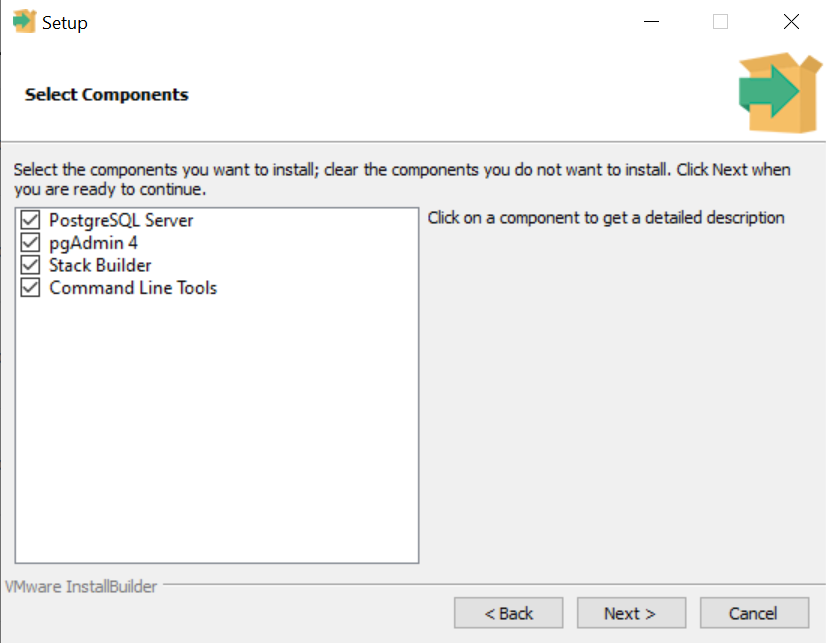 Setup
Select Components
Select the components you want to install; clear the components you do not want to install. Click Next when
you are ready to continue.
PostgreSQL Server
pgAdmin 4
Stack Builder
Command Line Tools
Click on a component to get a detailed description
VMware InstallBuilder
< Back
Next >
Cancel